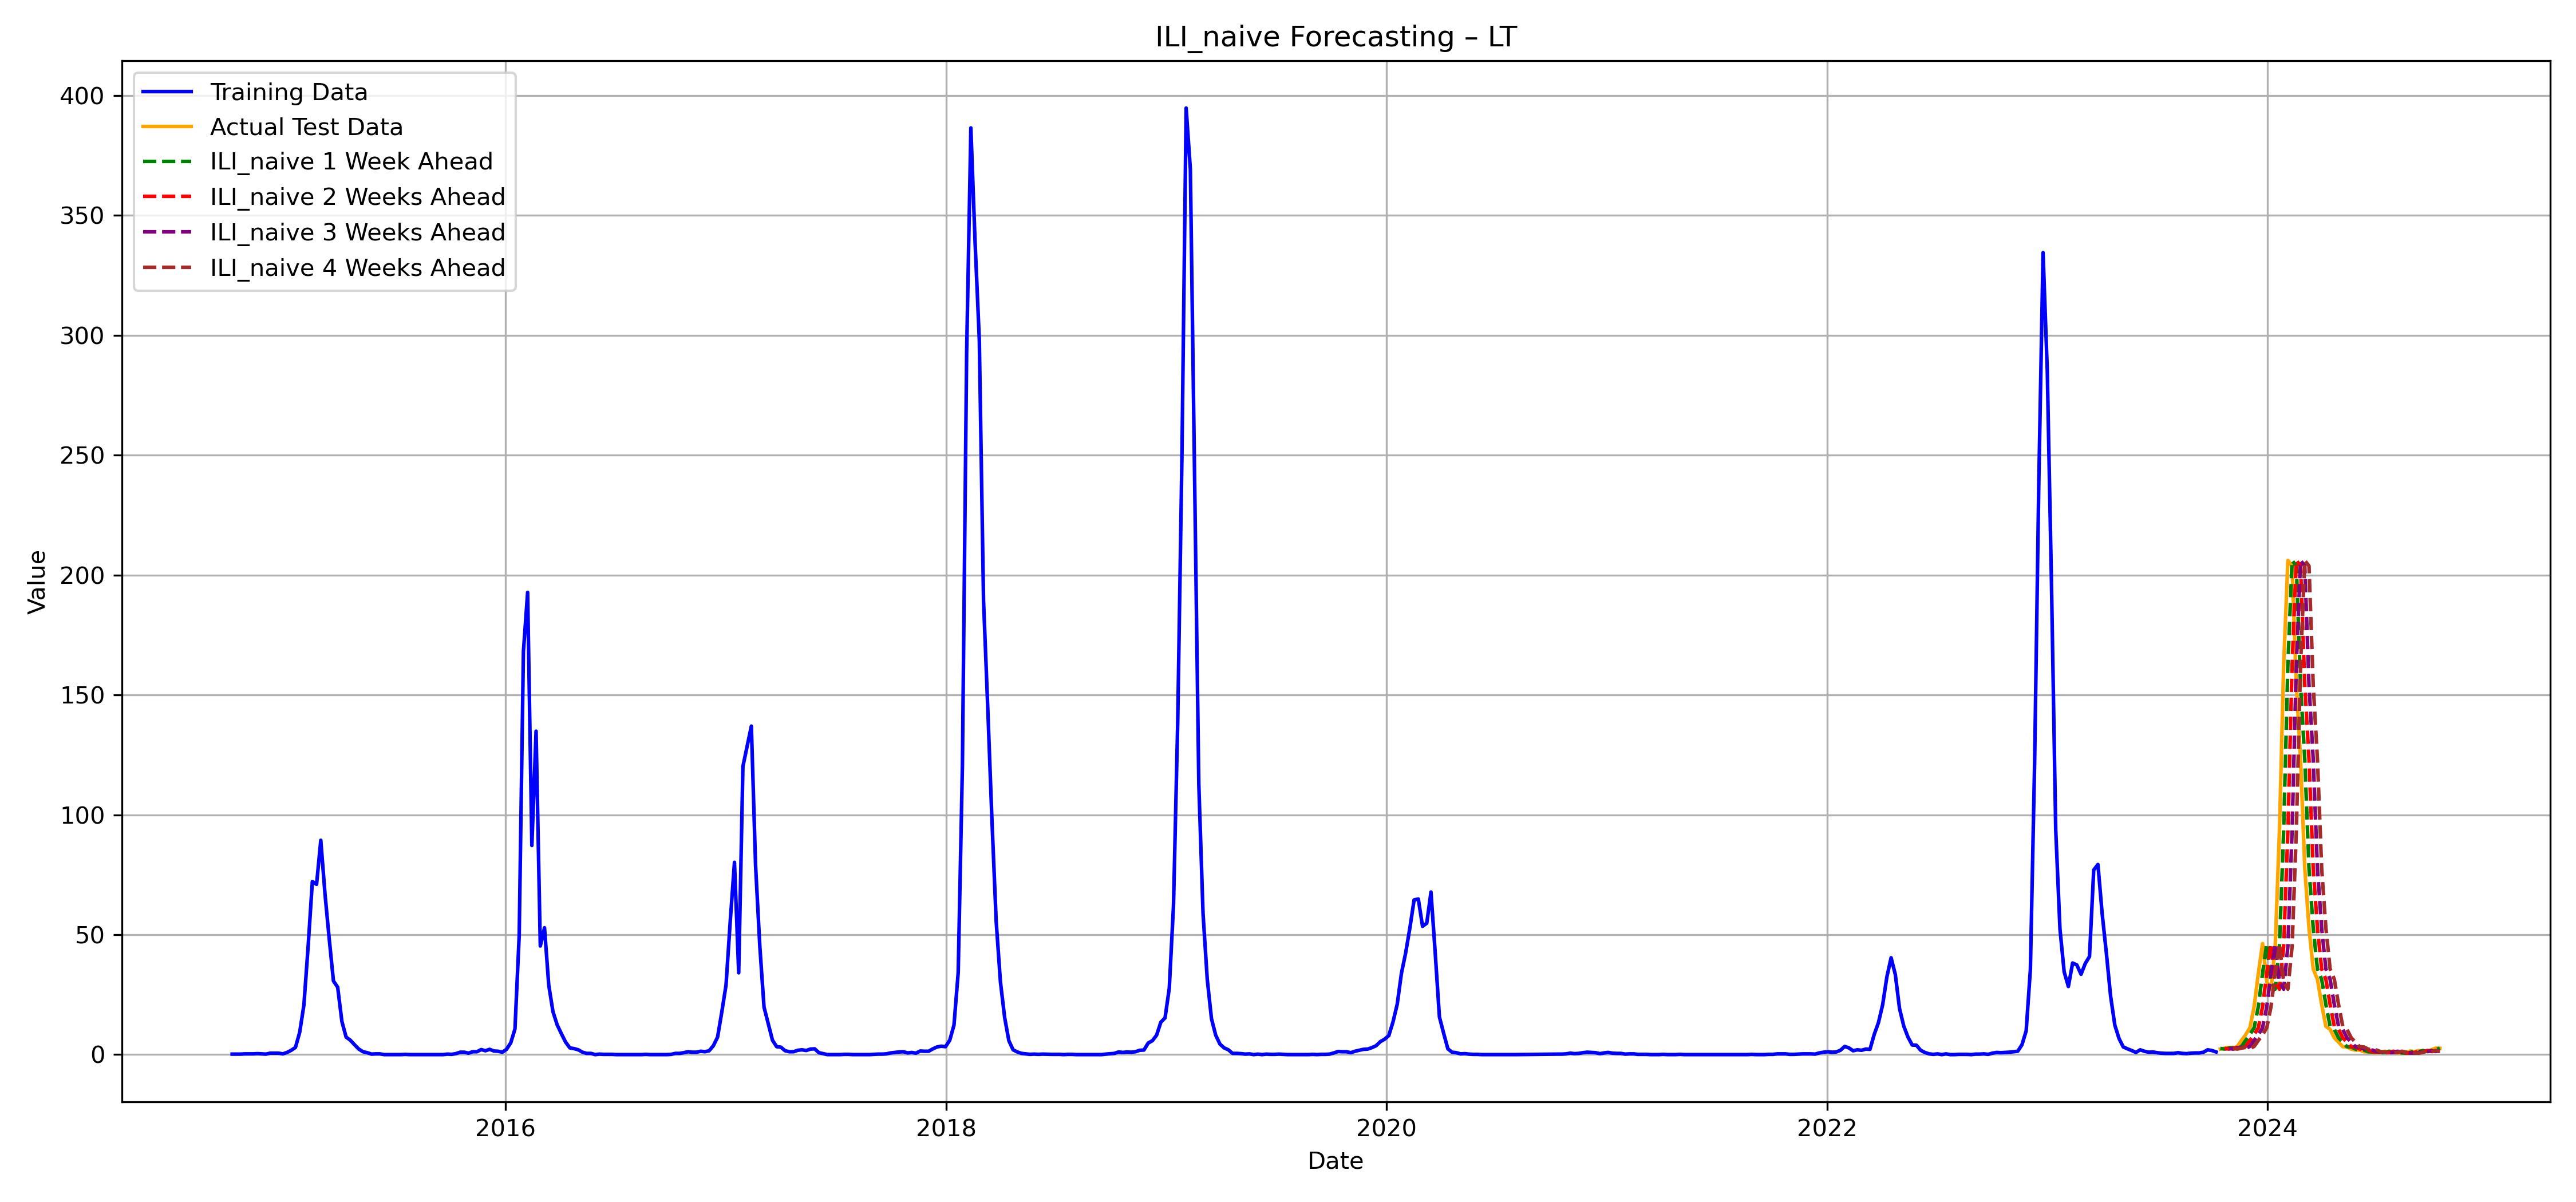 ILI_naive Forecasting – LT
Training Data
Actual Test Data
ILI_naive 1 Week Ahead
ILI_naive 2 Weeks Ahead
ILI_naive 3 Weeks Ahead
ILI_naive 4 Weeks Ahead
400
350
300
250
200
150
100
50
0
Value
2016
2018
2020
2022
2024
Date